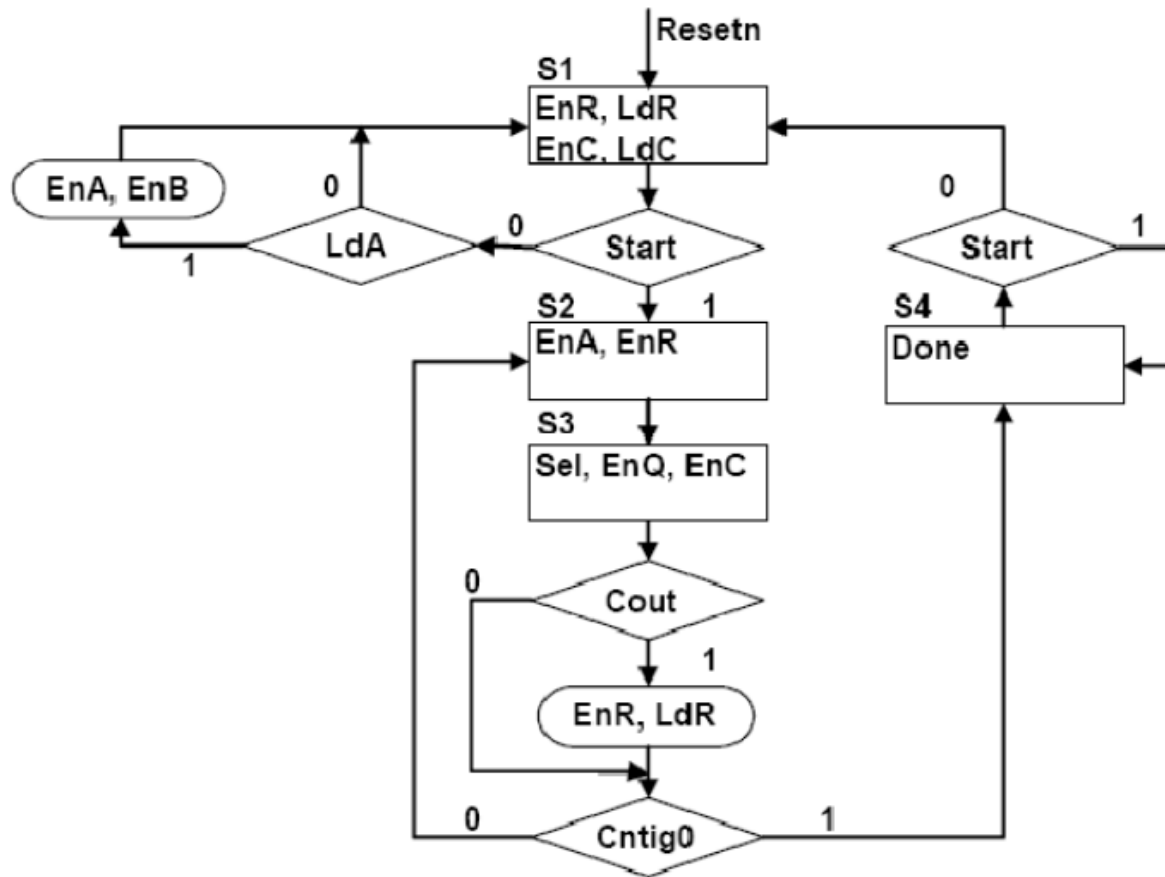 Resetn
S1
EnR, LdR
EnC, LdC
EnA, EnB
0
LdA
1
0
Start
1
0
Start
1
S2
EnA, EnR
S4
Done
S3
Sel, EnQ, EnC
0
Cout
1
EnR, LdR
0
Cntig0
1